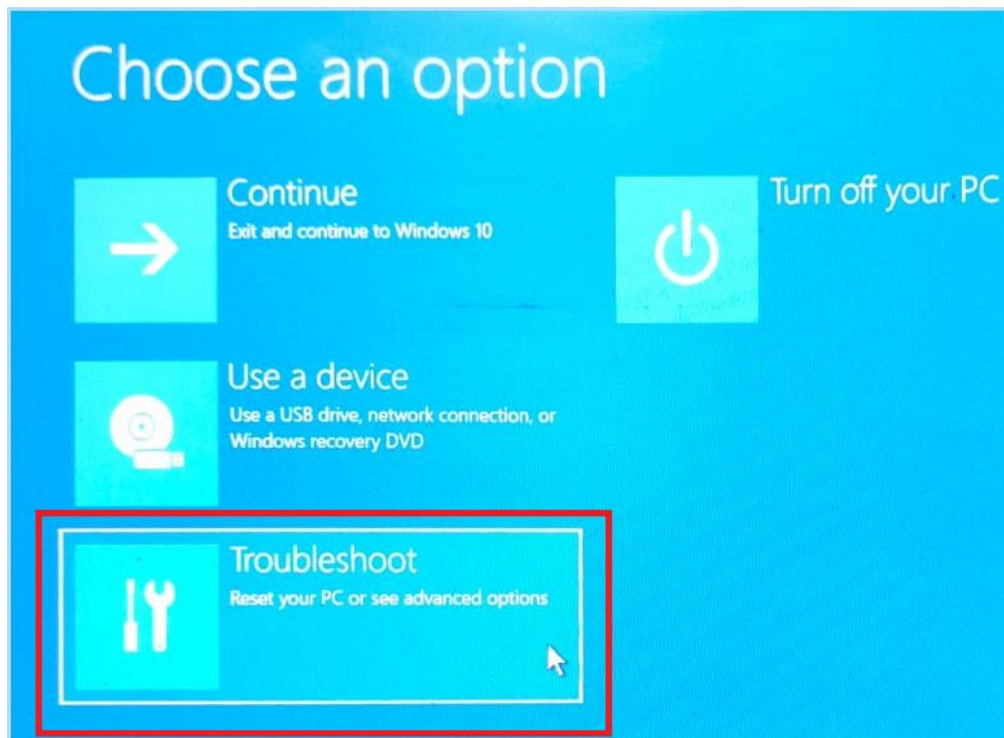 Choose an option
Continue
Exit and continue to Windows 10
Turn off your PC
Use a device
Use a USB drive, network connection, or
Windows recovery DVD
Troubleshoot
Reset your PC or see advanced options